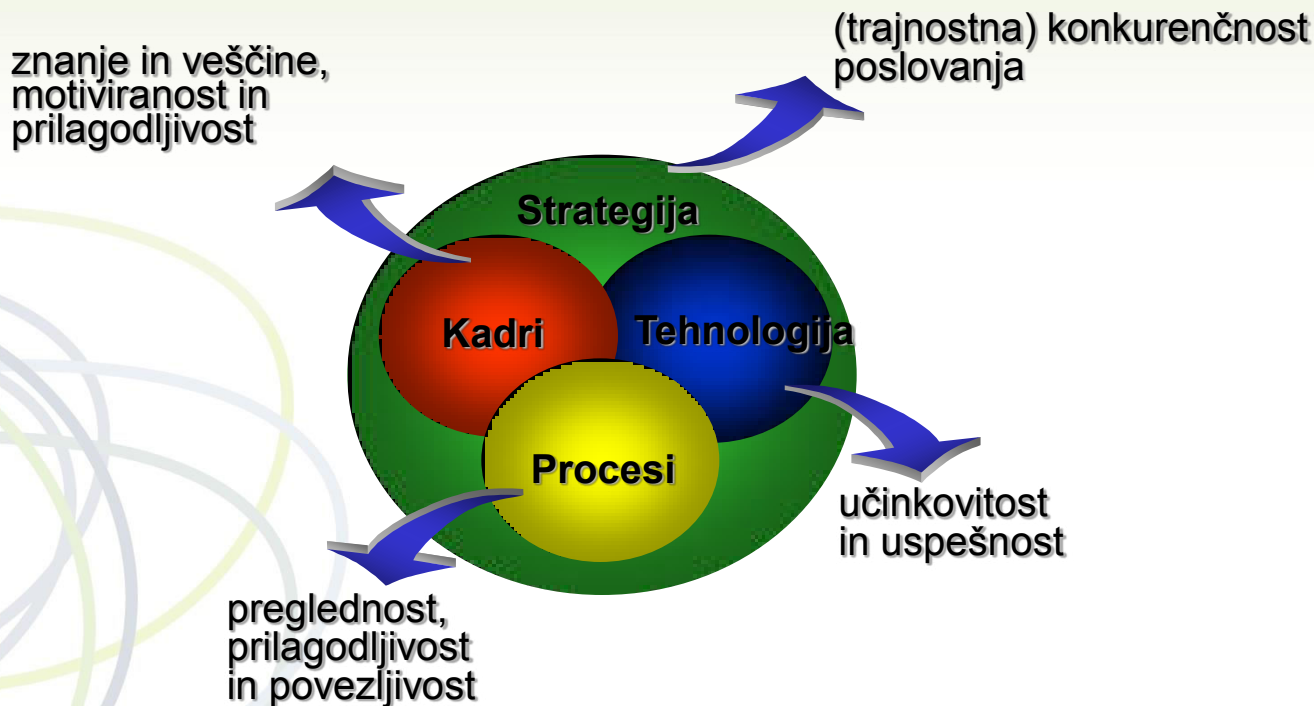 (trajnostna) konkurenčnost
poslovanja
znanje in veščine,
motiviranost in
prilagodljivost
Strategija
Kadri
Tehnologija
Procesi
učinkovitost
in uspešnost
preglednost,
prilagodljivost
in povezljivost